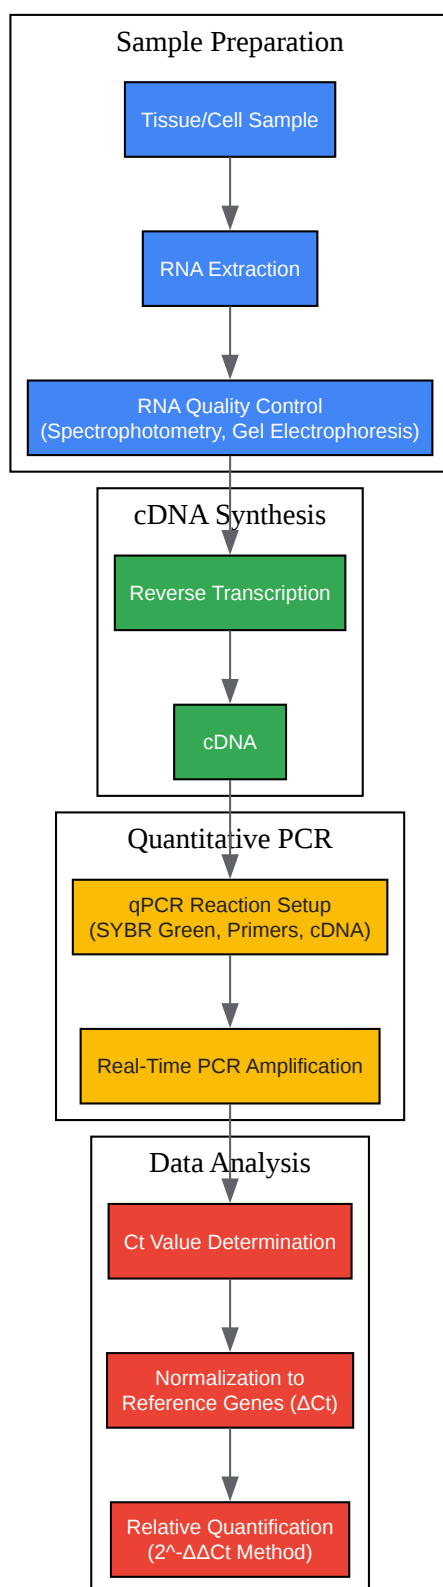 Sample Preparation
Tissue/Cell Sample
RNA Extraction
RNA Quality Control
(Spectrophotometry, Gel Electrophoresis)
cDNA Synthesis
Reverse Transcription
cDNA
Quantitative PCR
qPCR Reaction Setup
(SYBR Green, Primers, cDNA)
Real-Time PCR Amplification
Data Analysis
Ct Value Determination
Normalization to
Reference Genes (ΔCt)
Relative Quantification
(2^-ΔΔCt Method)